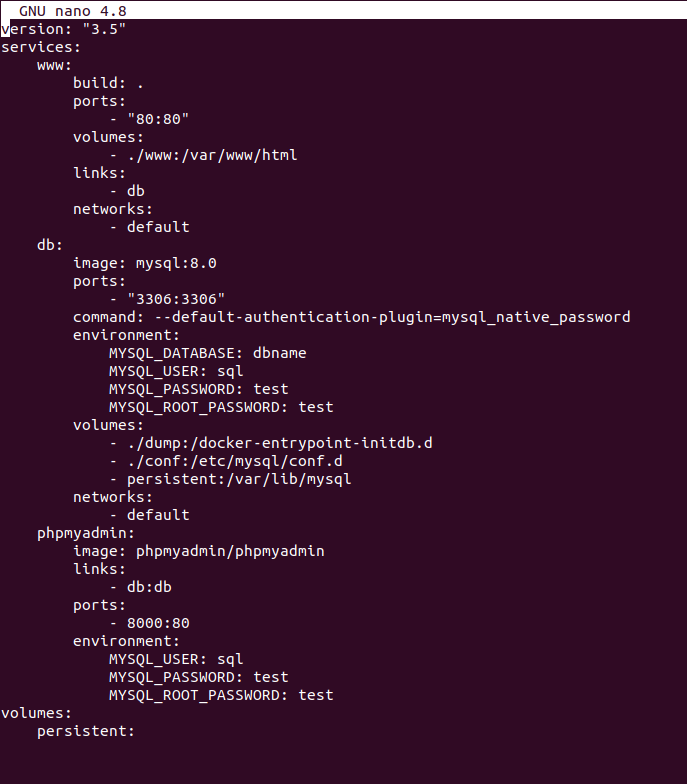 GNU nano 4.8
version: "3.5"
services:
    www:
        build: .
        ports:
            - "80:80"
        volumes:
            - ./www:/var/www/html
        links:
            - db
        networks:
            - default
    db:
        image: mysql:8.0
        ports:
            - "3306:3306"
        command: --default-authentication-plugin=mysql_native_password
        environment:
            MYSQL_DATABASE: dbname
            MYSQL_USER: sql
            MYSQL_PASSWORD: test
            MYSQL_ROOT_PASSWORD: test
        volumes:
            - ./dump:/docker-entrypoint-initdb.d
            - ./conf:/etc/mysql/conf.d
            - persistent:/var/lib/mysql
        networks:
            - default
    phpmyadmin:
        image: phpmyadmin/phpmyadmin
        links:
            - db:db
        ports:
            - 8000:80
        environment:
            MYSQL_USER: sql
            MYSQL_PASSWORD: test
            MYSQL_ROOT_PASSWORD: test
volumes:
    persistent: